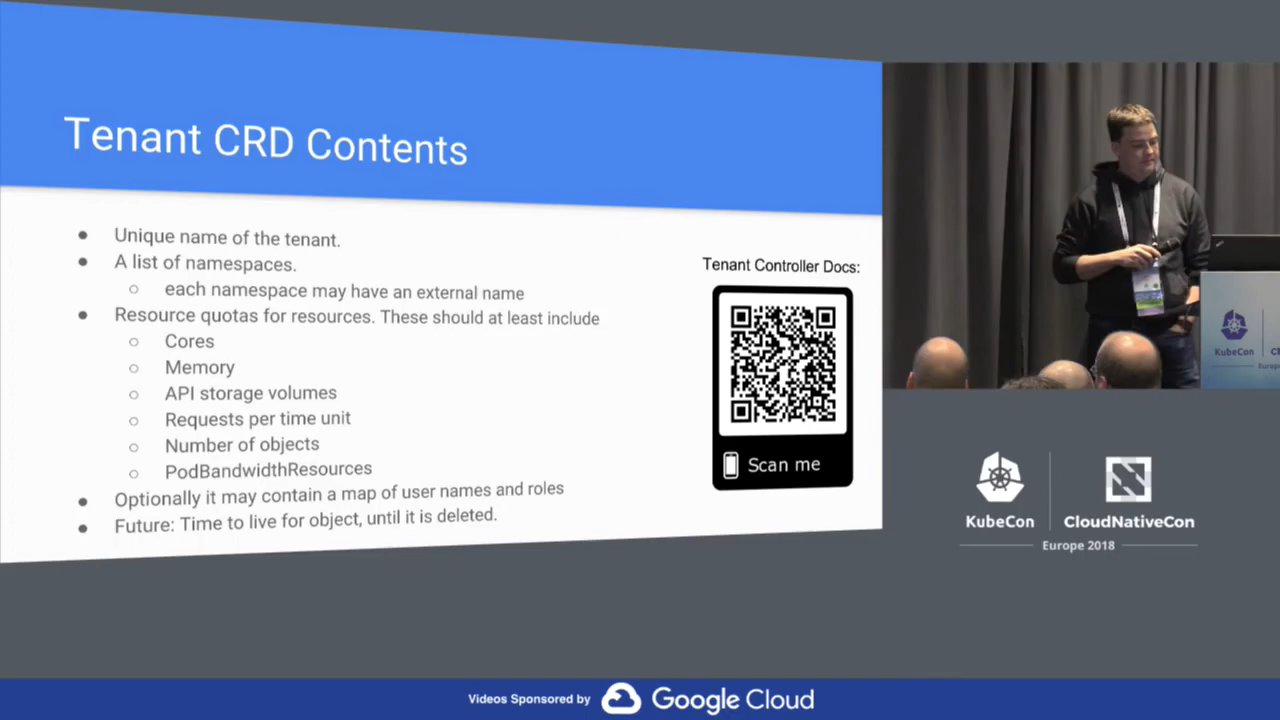 Tenant CRD Contents
Unique name of the tenant.
A list of namespaces.
each namespace may have an external name
Resource quotas for resources. These should at least include
Cores
Memory
API storage volumes
Requests per time unit
Number of objects
PodBandwidthResources
Optionally it may contain a map of user names and roles
Future: Time to live for object, until it is deleted.
Tenant Controller Docs:
Scan me
KubeCon
KubeCon
CloudNativeCon
Europe 2018
Videos Sponsored by
Google Cloud